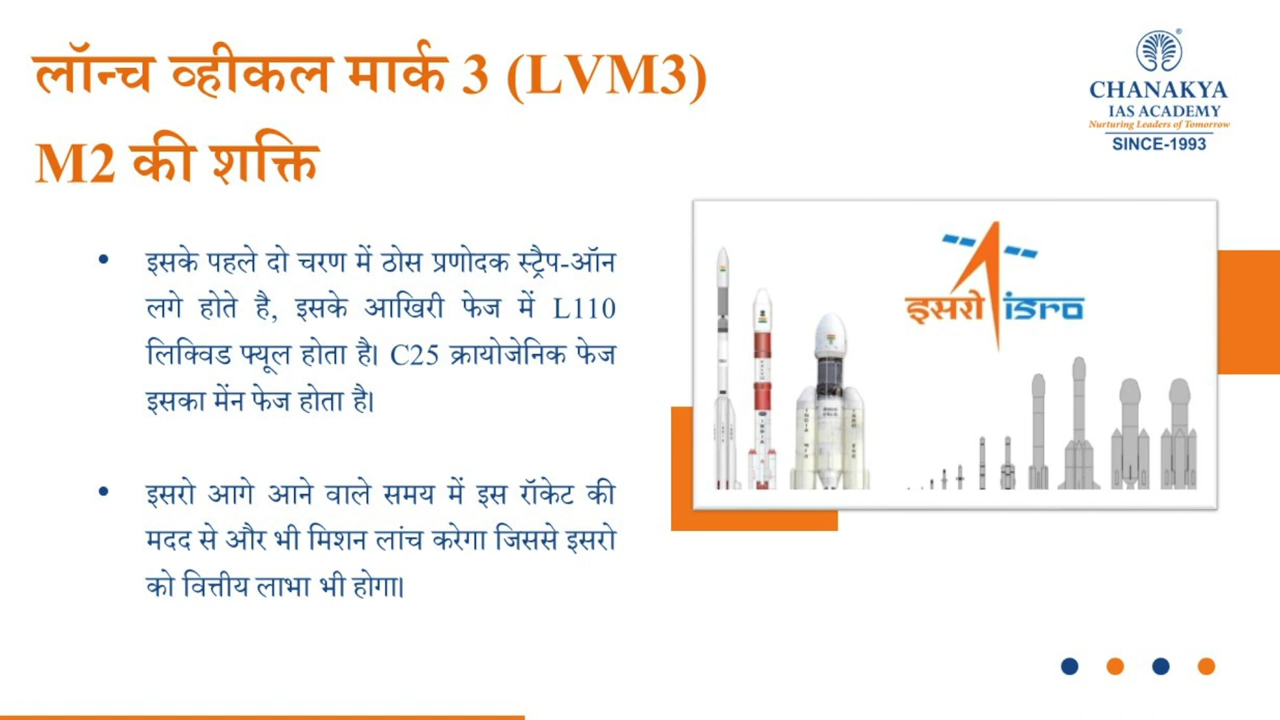 लॉन्च व्हीकल मार्क 3 (LVM3)
M2 की शक्ति
CHANAKYA
IAS ACADEMY
Nurturing Leaders of Tomorrow
SINCE-1993
• इसके पहले दो चरण में ठोस प्रणोदक स्ट्रैप-ऑन
लगे होते है, इसके आखिरी फेज में L110
लिक्विड फ्यूल होता है। C25 क्रायोजेनिक फेज
इसका मेंन फेज होता है।
• इसरो आगे आने वाले समय में इस रॉकेट की
मदद से और भी मिशन लांच करेगा जिससे इसरो
को वित्तीय लाभा भी होगा।
इसरो isro